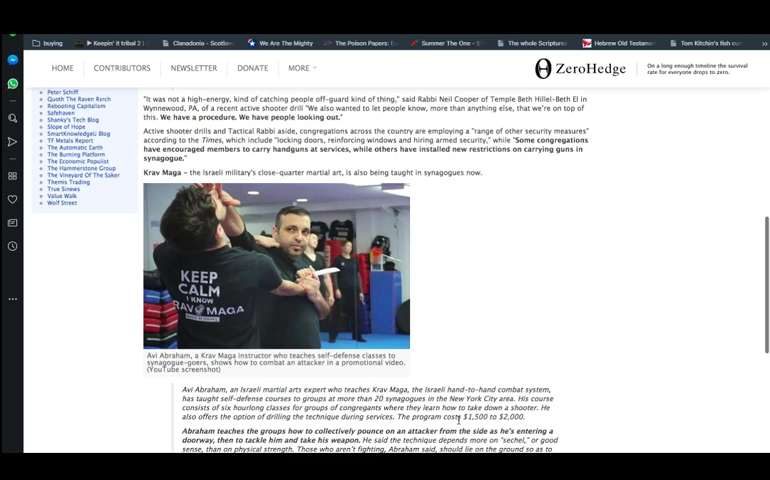 buying
Keepin' it tribal 2 |
Clanadonia - Scotlan
We Are The Mighty
The Poison Papers: E
Summer The One - S
The whole Scripture
Hebrew Old Testamen
Tom Kitchin's fish cu
HOME
CONTRIBUTORS
NEWSLETTER
DONATE
MORE
ZeroHedge
On a long enough timeline the survival
rate for everyone drops to zero.
Peter Schiff
Quoth The Raven Rsrch
Rebooting Capitalism
Safehaven
Shanky's Tech Blog
Slope of Hope
SmartKnowledgeU Blog
TF Metals Report
The Automatic Earth
The Burning Platform
The Economic Populist
The Hammerstone Group
The Vineyard Of The Saker
Themis Trading
True Sinews
Value Walk
Wolf Street
"It was not a high-energy, kind of catching people off-guard kind of thing," said Rabbi Neil Cooper of Temple Beth Hillel-Beth El in
Wynnewood, PA, of a recent active shooter drill "We also wanted to let people know, more than anything else, that we're on top of
this. We have a procedure. We have people looking out."
Active shooter drills and Tactical Rabbi aside, congregations across the country are employing a "range of other security measures"
according to the Times, which include "locking doors, reinforcing windows and hiring armed security," while "Some congregations
have encouraged members to carry handguns at services, while others have installed new restrictions on carrying guns in
synagogue."
Krav Maga – the Israeli military's close-quarter martial art, is also being taught in synagogues now.
KEEP
CALM
I KNOW
KRAV MAGA
Avi Abraham, a Krav Maga instructor who teaches self-defense classes to
synagogue-goers, shows how to combat an attacker in a promotional video.
(YouTube screenshot)
Avi Abraham, an Israeli martial arts expert who teaches Krav Maga, the Israeli hand-to-hand combat system,
has taught self-defense courses to groups at more than 20 synagogues in the New York City area. His course
consists of six hourlong classes for groups of congregants where they learn how to take down a shooter. He
also offers the option of drilling the technique during services. The program costs $1,500 to $2,000.
Abraham teaches the groups how to collectively pounce on an attacker from the side as he's entering a
doorway, then to tackle him and take his weapon. He said the technique depends more on "sechel," or good
sense, than on physical strength. Those who aren't fighting, Abraham said, should lie on the ground so as to